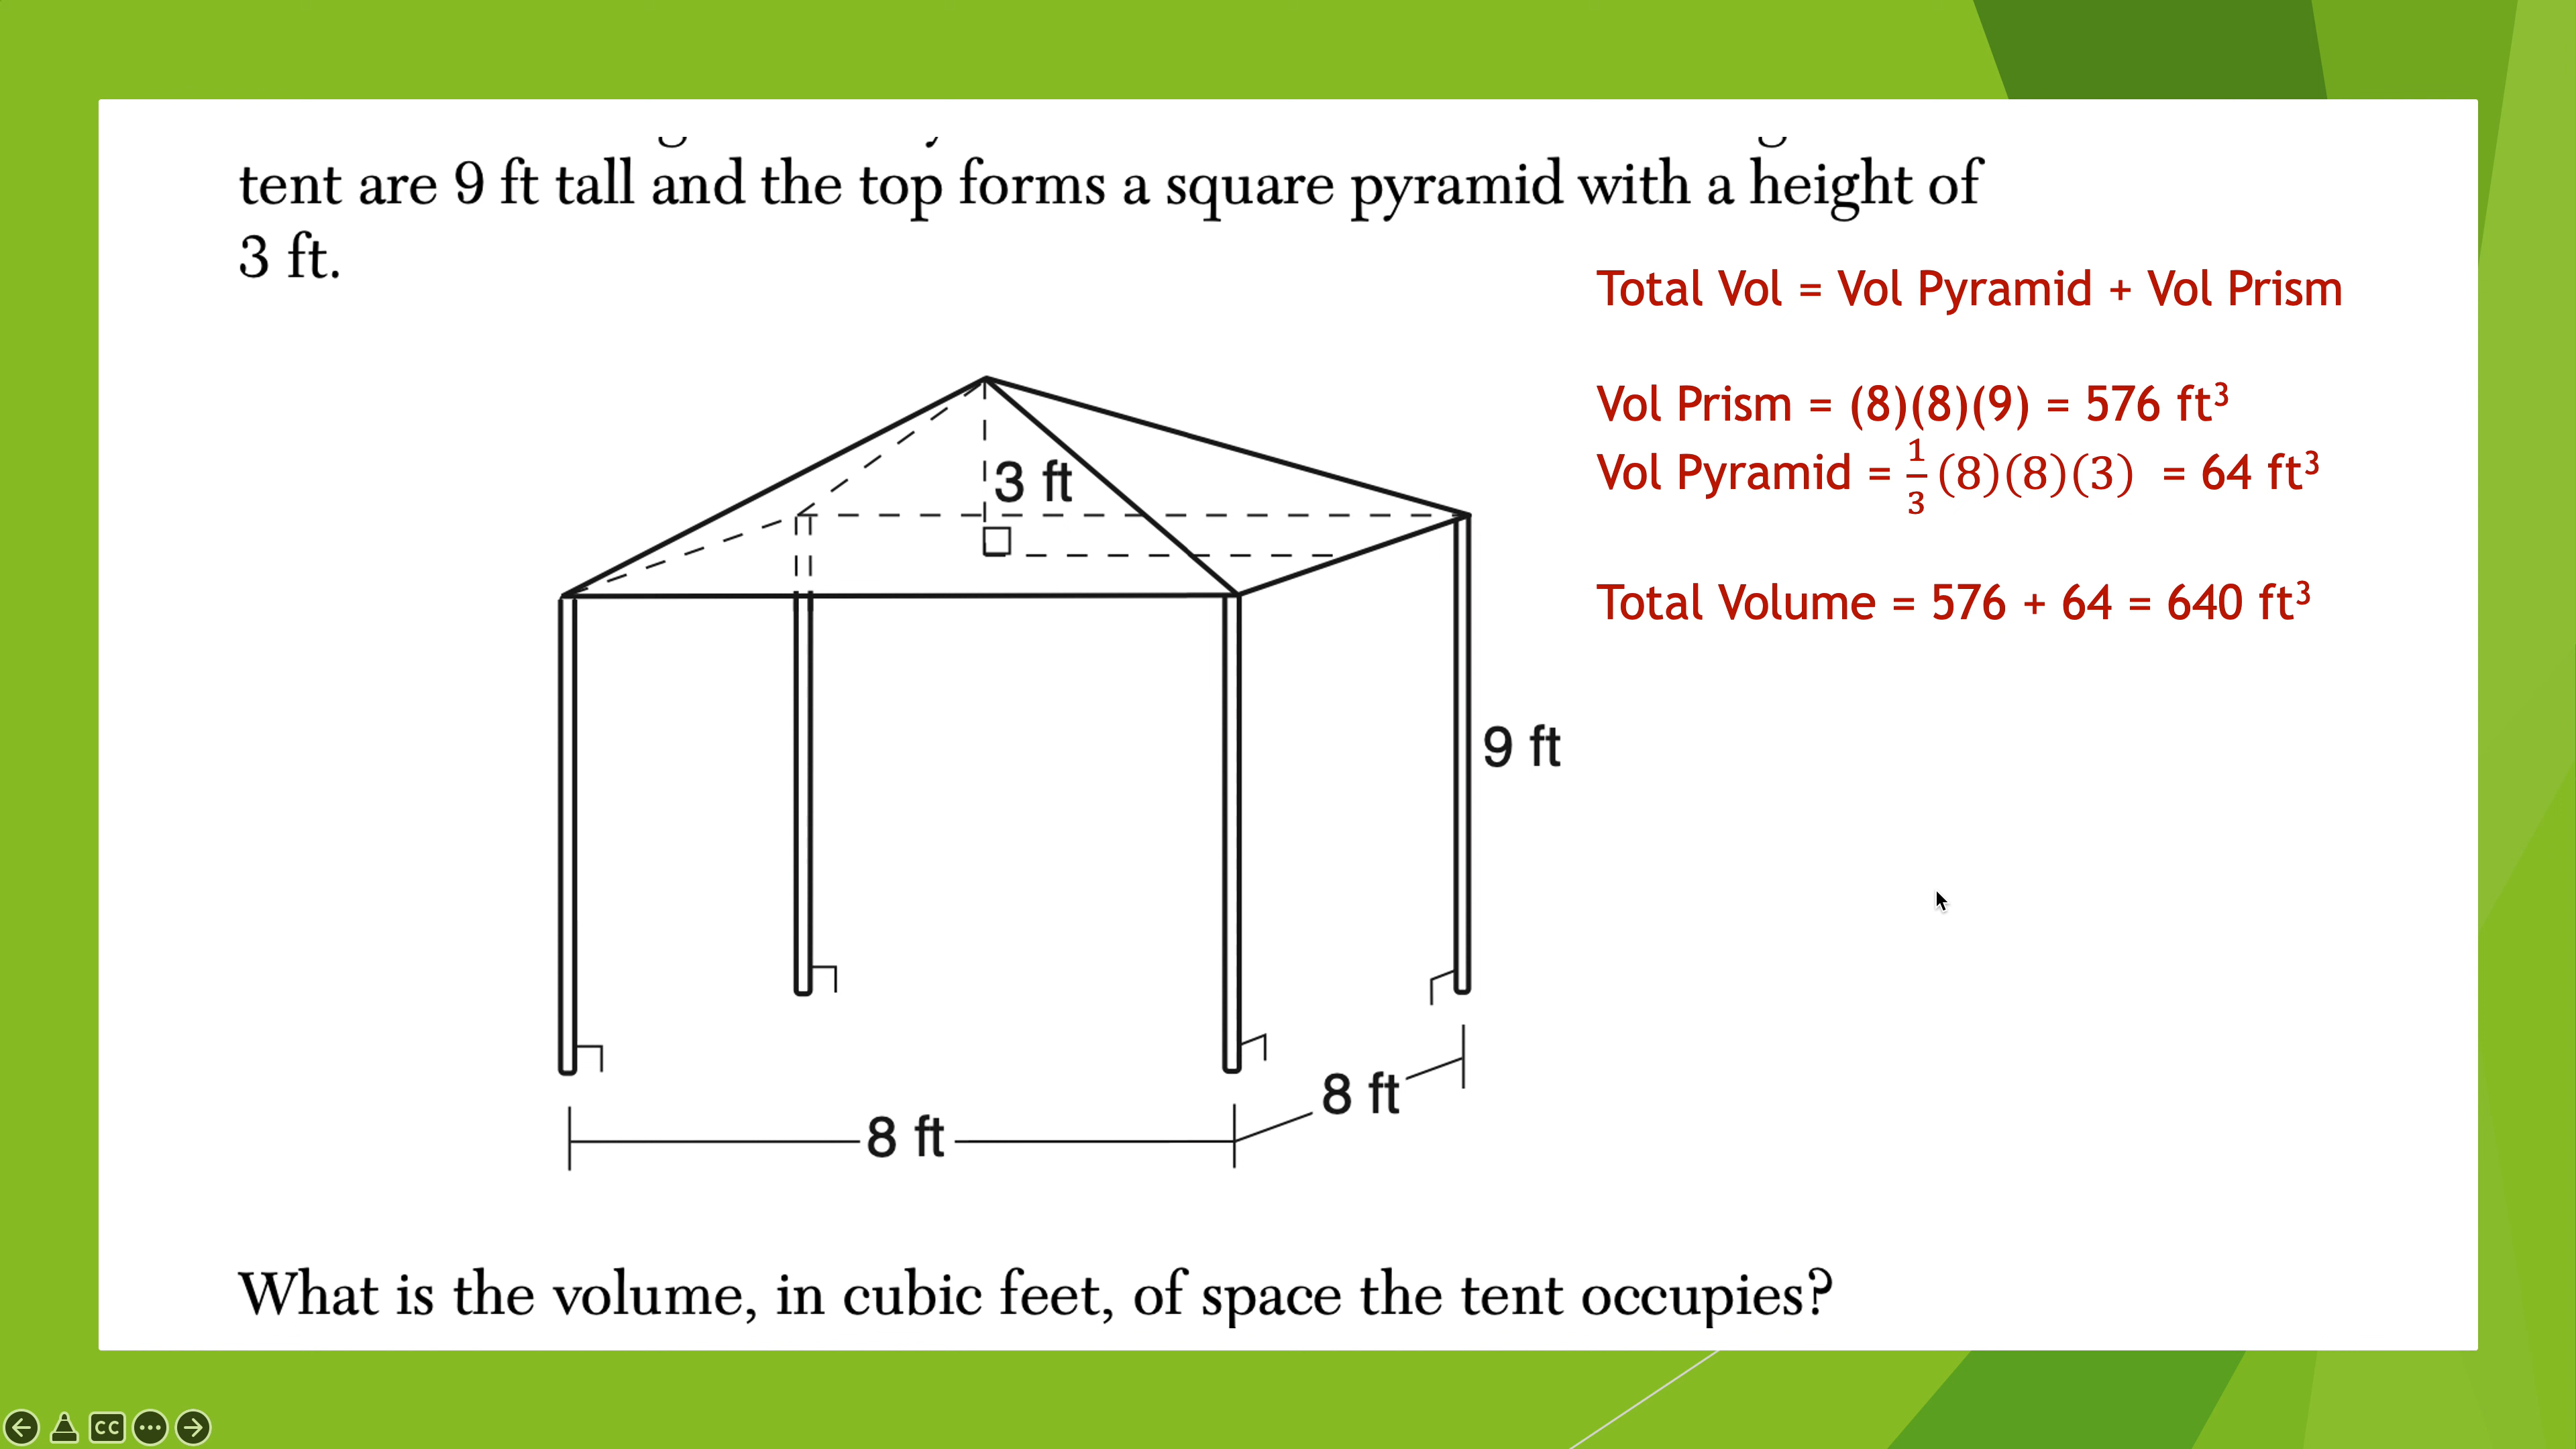 tent are 9 ft tall and the top forms a square pyramid with a height of
3 ft.
Total Vol = Vol Pyramid + Vol Prism
Vol Prism = (8)(8)(9) = 576 ft³
Vol Pyramid = 1/3 (8)(8)(3) = 64 ft³
Total Volume = 576 + 64 = 640 ft³
3 ft
9 ft
8 ft
8 ft
What is the volume, in cubic feet, of space the tent occupies?
CC